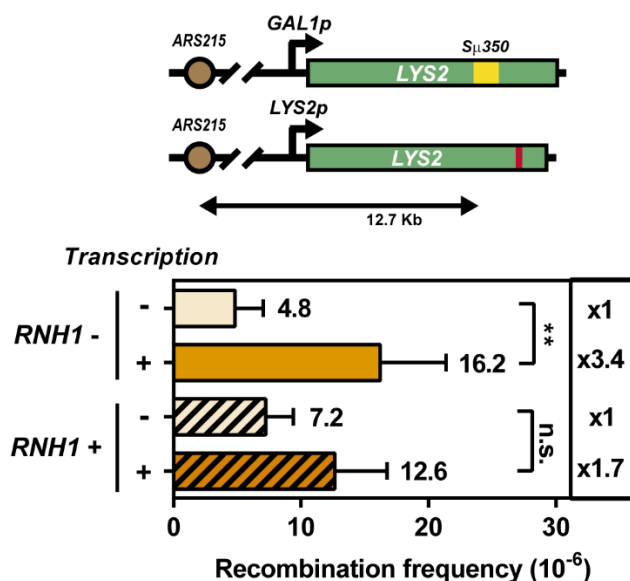 GAL1p
ARS215
Sµ350
LYS2
LYS2p
ARS215
LYS2
12.7 Kb
Transcription
RNH1 - - 4.8 ** x1
+ 16.2 x3.4
RNH1 + - 7.2 n.s. x1
+ 12.6 x1.7
0 10 20 30
Recombination frequency (10-6)